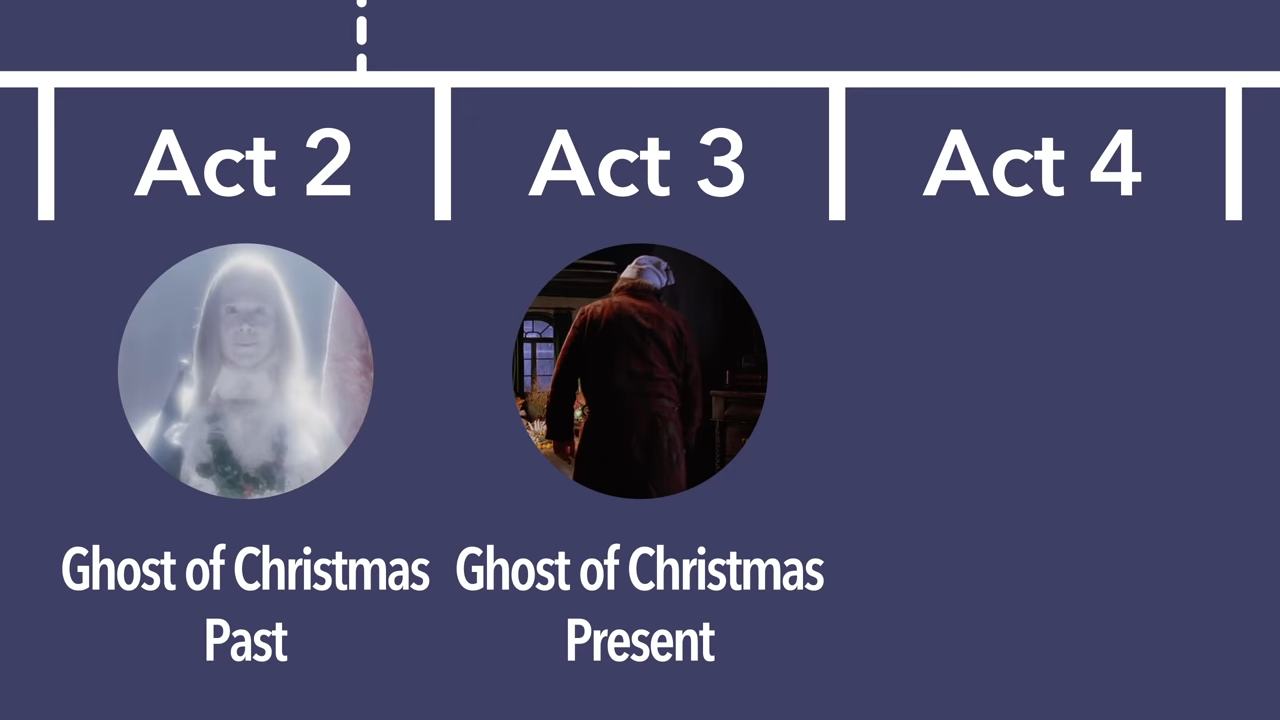 Act 2
Act 3
Act 4
Ghost of Christmas
Past
Ghost of Christmas
Present